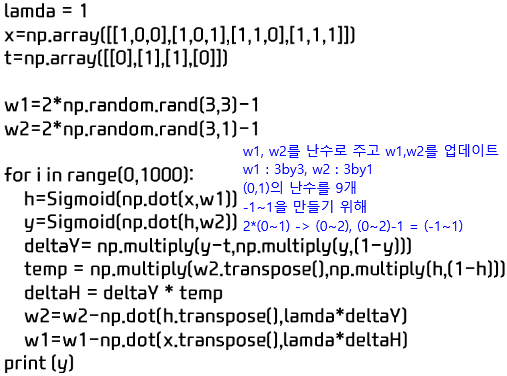 lamda = 1
x=np.array([[1,0,0],[1,0,1],[1,1,0],[1,1,1]])
t=np.array([[0],[1],[1],[0]])
w1=2*np.random.rand(3,3)-1
w2=2*np.random.rand(3,1)-1
w1, w2를 난수로 주고 w1,w2를 업데이트
w1 : 3by3, w2 : 3by1
(0,1)의 난수를 9개
-1~1을 만들기 위해
2*(0~1) -> (0~2), (0~2)-1 = (-1~1)
for i in range(0,1000):
h=Sigmoid(np.dot(x,w1))
y=Sigmoid(np.dot(h,w2))
deltaY= np.multiply(y-t,np.multiply(y,(1-y)))
temp = np.multiply(w2.transpose(),np.multiply(h,(1-h)))
deltaH = deltaY * temp
w2=w2-np.dot(h.transpose(),lamda*deltaY)
w1=w1-np.dot(x.transpose(),lamda*deltaH)
print (y)